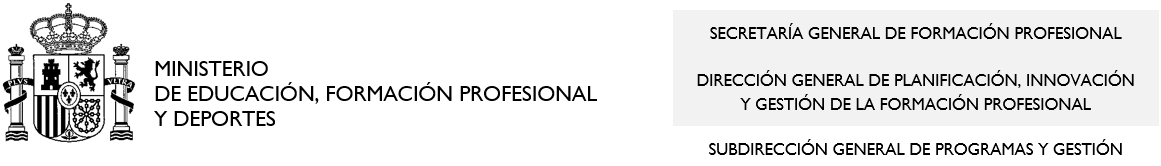 PLVS VLTRA
MINISTERIO
DE EDUCACIÓN, FORMACIÓN PROFESIONAL
Y DEPORTES
SECRETARÍA GENERAL DE FORMACIÓN PROFESIONAL
DIRECCIÓN GENERAL DE PLANIFICACIÓN, INNOVACIÓN
Y GESTIÓN DE LA FORMACIÓN PROFESIONAL
SUBDIRECCIÓN GENERAL DE PROGRAMAS Y GESTIÓN